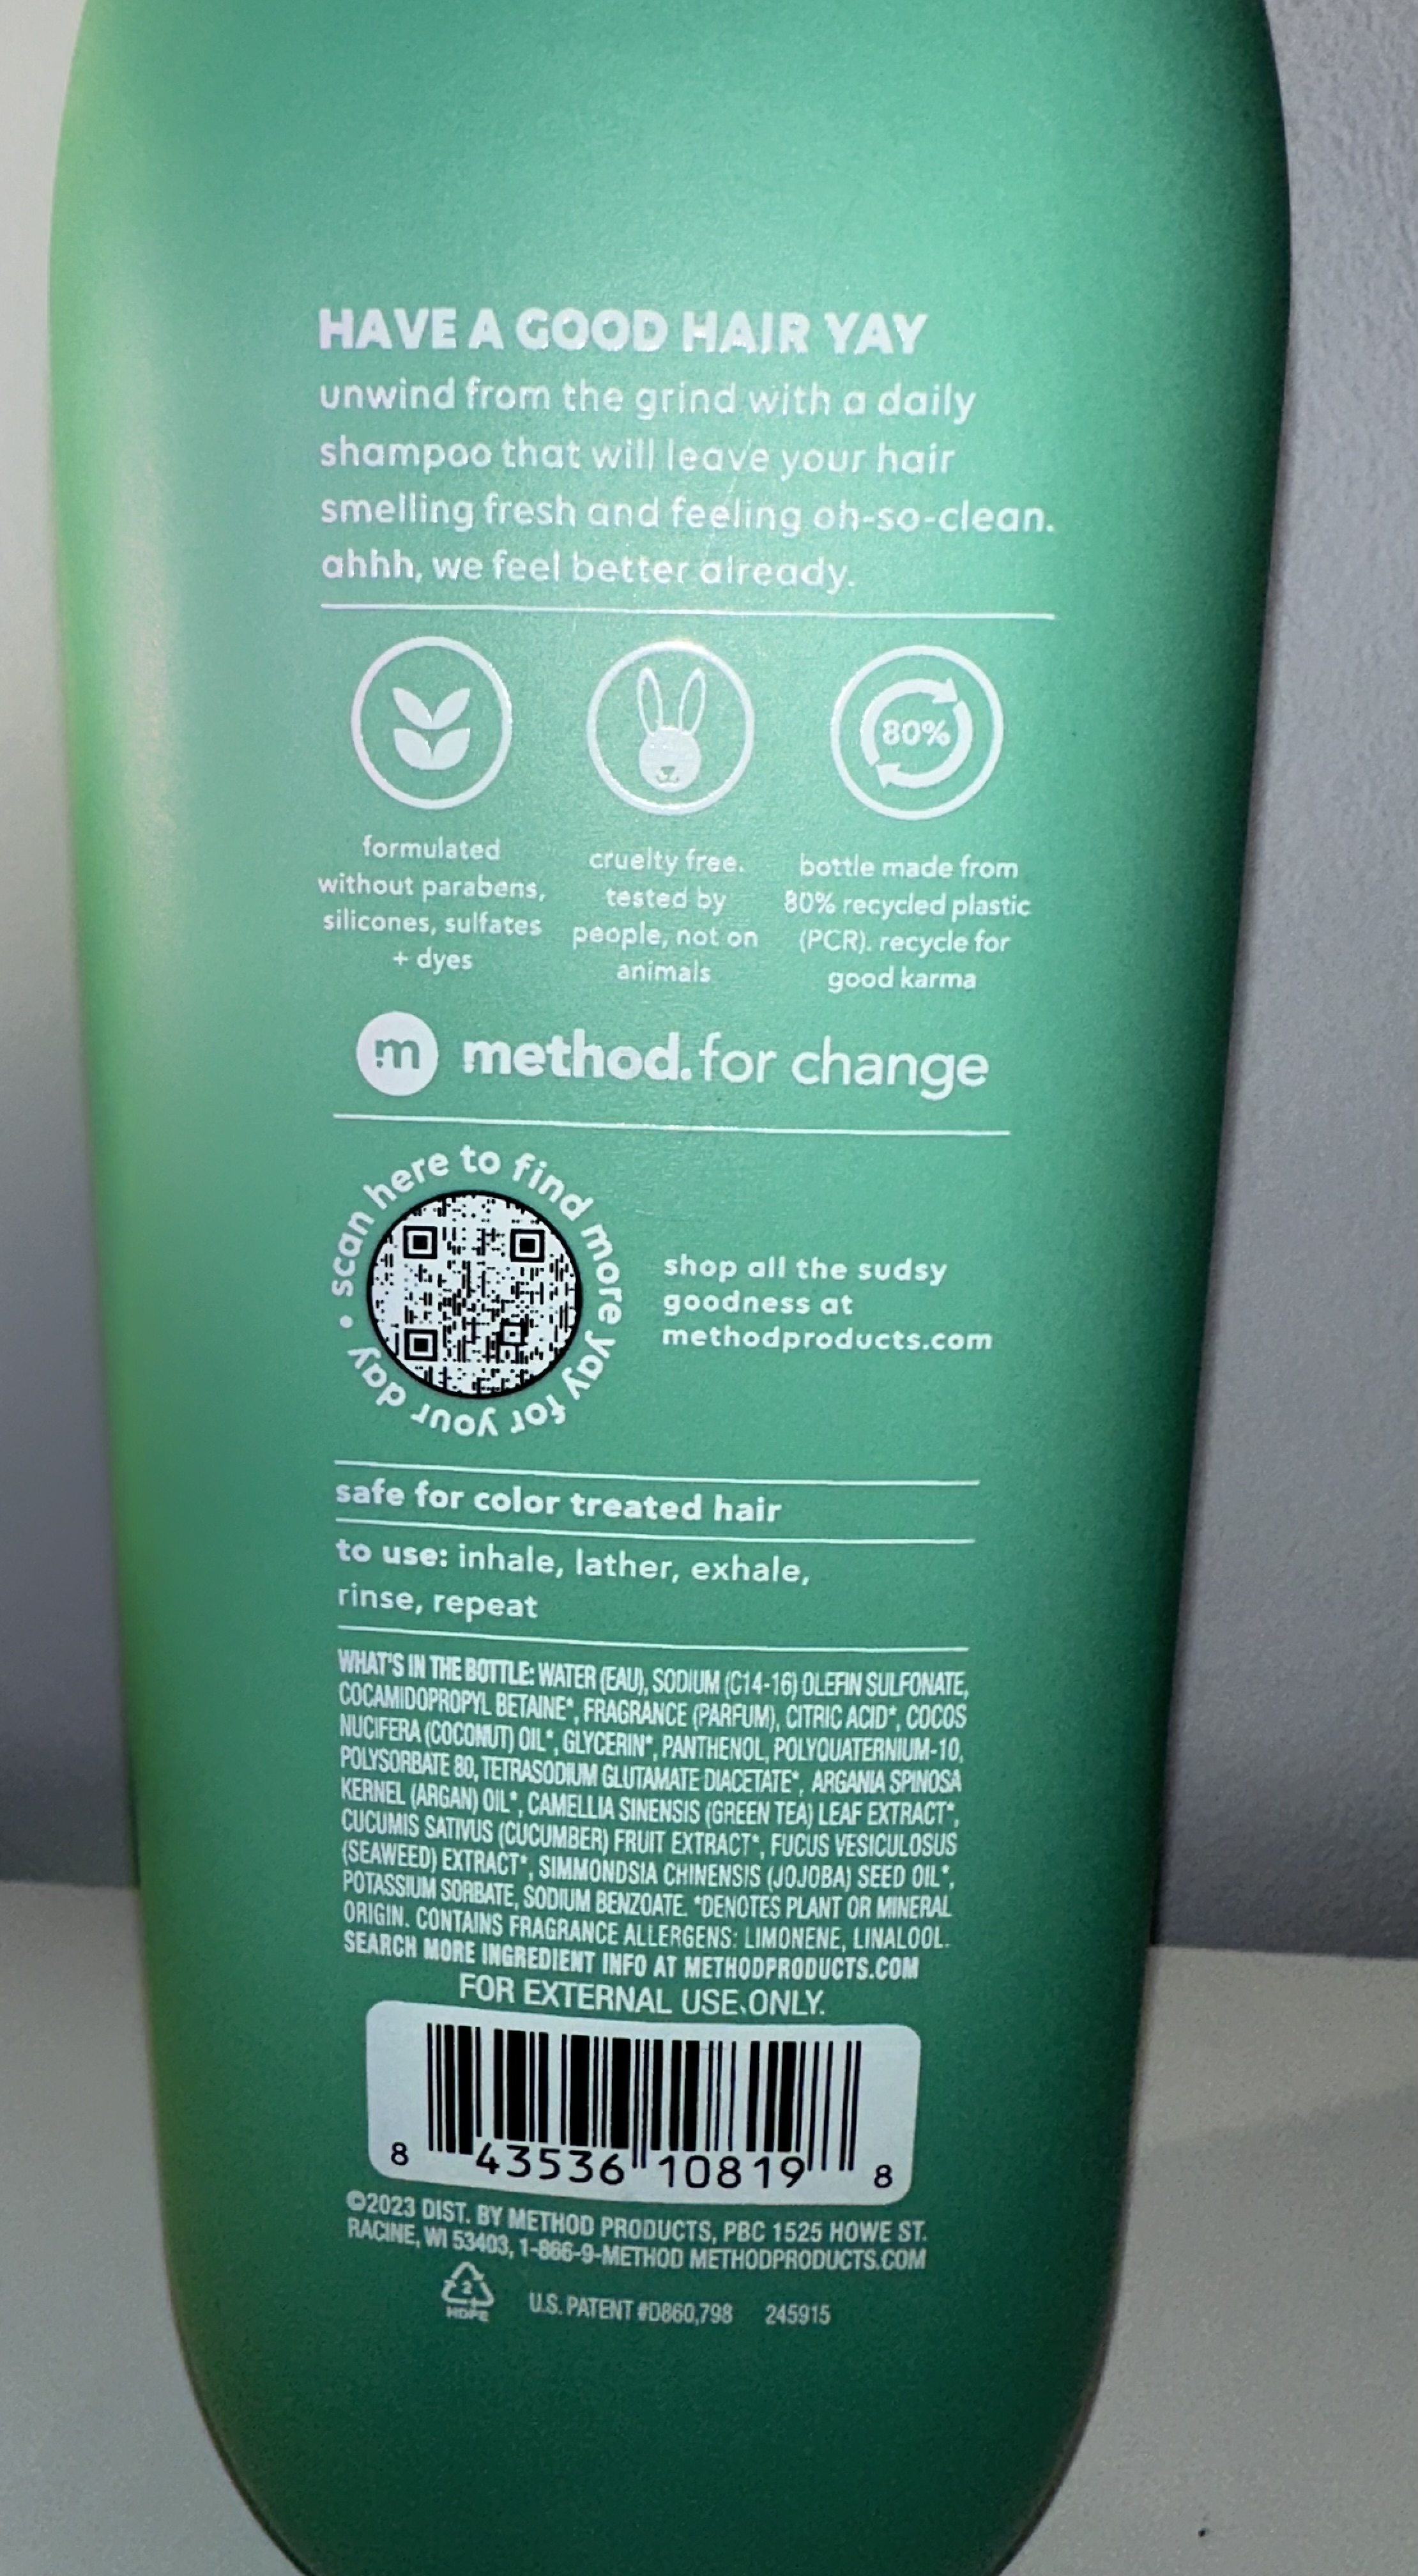 HAVE A GOOD HAIR YAY
unwind from the grind with a daily
shampoo that will leave your hair
smelling fresh and feeling oh-so-clean.
ahhh, we feel better already.
80%
formulated
without parabens,
silicones, sulfates
+ dyes
cruelty free.
tested by
people, not on
animals
bottle made from
80% recycled plastic
(PCR). recycle for
good karma
m method. for change
scan here to find more yay for your day •
shop all the sudsy
goodness at
methodproducts.com
safe for color treated hair
to use: inhale, lather, exhale,
rinse, repeat
WHAT'S IN THE BOTTLE: WATER (EAU), SODIUM (C14-16) OLEFIN SULFONATE,
COCAMIDOPROPYL BETAINE*, FRAGRANCE (PARFUM), CITRIC ACID*, COCOS
NUCIFERA (COCONUT) OIL*, GLYCERIN*, PANTHENOL, POLYQUATERNIUM-10,
POLYSORBATE 80, TETRASODIUM GLUTAMATE DIACETATE*, ARGANIA SPINOSA
KERNEL (ARGAN) OIL*, CAMELLIA SINENSIS (GREEN TEA) LEAF EXTRACT*,
CUCUMIS SATIVUS (CUCUMBER) FRUIT EXTRACT*, FUCUS VESICULOSUS
(SEAWEED) EXTRACT*, SIMMONDSIA CHINENSIS (JOJOBA) SEED OIL*,
POTASSIUM SORBATE, SODIUM BENZOATE. *DENOTES PLANT OR MINERAL
ORIGIN. CONTAINS FRAGRANCE ALLERGENS: LIMONENE, LINALOOL.
SEARCH MORE INGREDIENT INFO AT METHODPRODUCTS.COM
FOR EXTERNAL USE ONLY.
8 43536 10819 8
©2023 DIST. BY METHOD PRODUCTS, PBC 1525 HOWE ST.
RACINE, WI 53403, 1-866-9-METHOD METHODPRODUCTS.COM
2
HDPE
U.S. PATENT #D860,798 245915